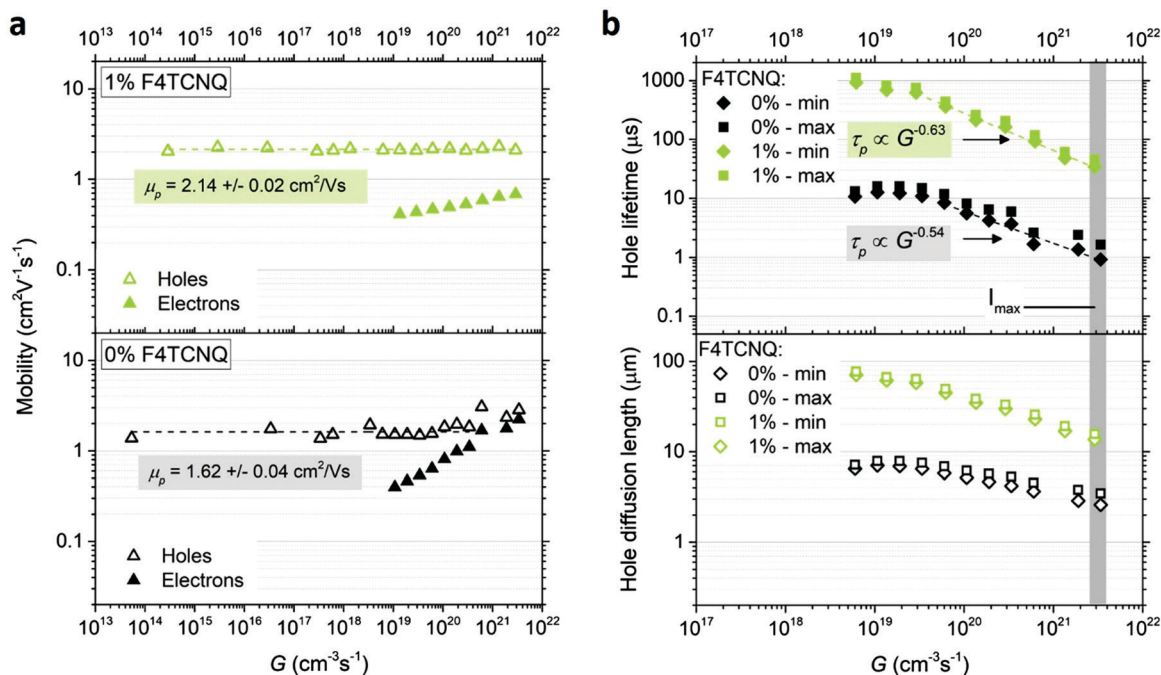 a
10^13 10^14 10^15 10^16 10^17 10^18 10^19 10^20 10^21 10^22
1% F4TCNQ
10
1
0.1
μp = 2.14 +/- 0.02 cm²/Vs
Holes
Electrons
Mobility (cm²V⁻¹s⁻¹)
0% F4TCNQ
10
1
0.1
μp = 1.62 +/- 0.04 cm²/Vs
Holes
Electrons
10^13 10^14 10^15 10^16 10^17 10^18 10^19 10^20 10^21 10^22
G (cm⁻³s⁻¹)
b
10^17 10^18 10^19 10^20 10^21 10^22
Hole lifetime (μs)
1000
100
10
1
0.1
F4TCNQ:
0% - min
0% - max
1% - min
1% - max
τp ∝ G^-0.63
τp ∝ G^-0.54
Imax
Hole diffusion length (μm)
100
10
1
F4TCNQ:
0% - min
0% - max
1% - min
1% - max
10^17 10^18 10^19 10^20 10^21 10^22
G (cm⁻³s⁻¹)